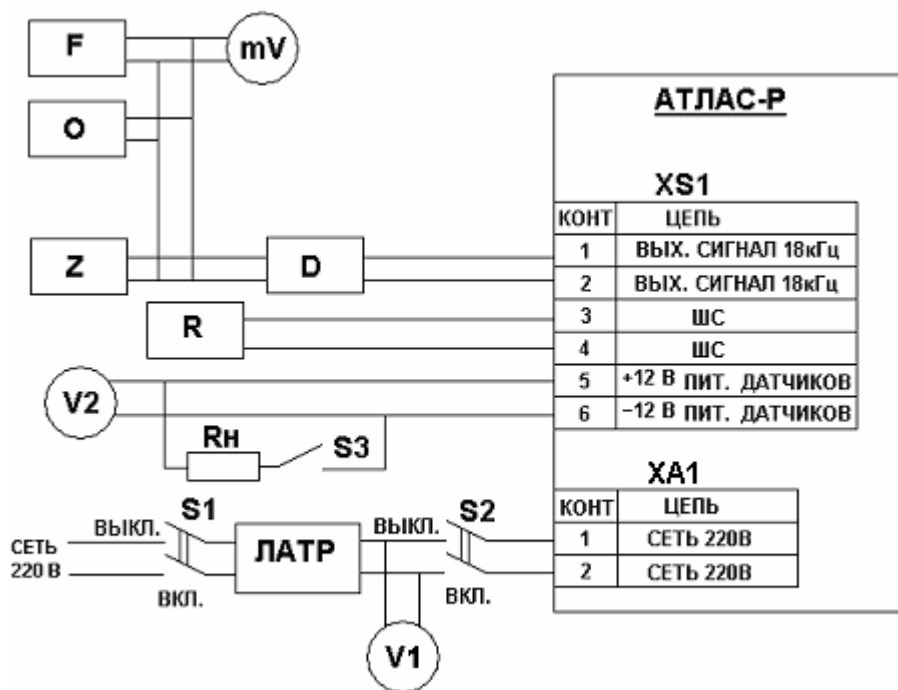 F
mV
АТЛАС-Р
O
XS1
КОНТ ЦЕПЬ
Z
D
1 ВЫХ. СИГНАЛ 18кГц
2 ВЫХ. СИГНАЛ 18кГц
R
3 ШС
4 ШС
V2
5 +12 В ПИТ. ДАТЧИКОВ
6 –12 В ПИТ. ДАТЧИКОВ
Rн
S3
XA1
КОНТ ЦЕПЬ
S1
S2
ВЫКЛ.
ВЫКЛ.
СЕТЬ
220 В
ЛАТР
1 СЕТЬ 220В
2 СЕТЬ 220В
ВКЛ.
ВКЛ.
V1